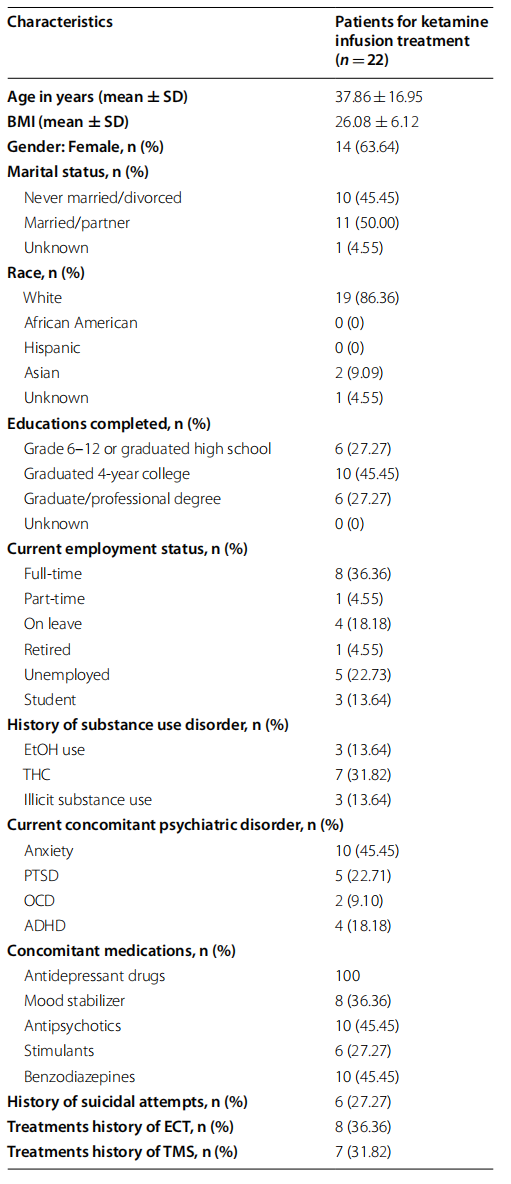 Characteristics Patients for ketamine
infusion treatment
(n = 22)
Age in years (mean ± SD) 37.86 ± 16.95
BMI (mean ± SD) 26.08 ± 6.12
Gender: Female, n (%) 14 (63.64)
Marital status, n (%)
Never married/divorced 10 (45.45)
Married/partner 11 (50.00)
Unknown 1 (4.55)
Race, n (%)
White 19 (86.36)
African American 0 (0)
Hispanic 0 (0)
Asian 2 (9.09)
Unknown 1 (4.55)
Educations completed, n (%)
Grade 6–12 or graduated high school 6 (27.27)
Graduated 4-year college 10 (45.45)
Graduate/professional degree 6 (27.27)
Unknown 0 (0)
Current employment status, n (%)
Full-time 8 (36.36)
Part-time 1 (4.55)
On leave 4 (18.18)
Retired 1 (4.55)
Unemployed 5 (22.73)
Student 3 (13.64)
History of substance use disorder, n (%)
EtOH use 3 (13.64)
THC 7 (31.82)
Illicit substance use 3 (13.64)
Current concomitant psychiatric disorder, n (%)
Anxiety 10 (45.45)
PTSD 5 (22.71)
OCD 2 (9.10)
ADHD 4 (18.18)
Concomitant medications, n (%)
Antidepressant drugs 100
Mood stabilizer 8 (36.36)
Antipsychotics 10 (45.45)
Stimulants 6 (27.27)
Benzodiazepines 10 (45.45)
History of suicidal attempts, n (%) 6 (27.27)
Treatments history of ECT, n (%) 8 (36.36)
Treatments history of TMS, n (%) 7 (31.82)